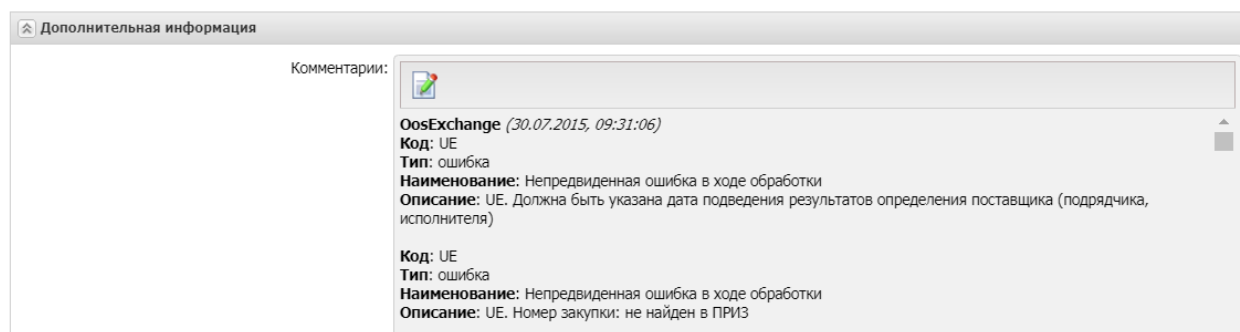 Дополнительная информация
Комментарии:
OosExchange (30.07.2015, 09:31:06)
Код: UE
Тип: ошибка
Наименование: Непредвиденная ошибка в ходе обработки
Описание: UE. Должна быть указана дата подведения результатов определения поставщика (подрядчика,
исполнителя)
Код: UE
Тип: ошибка
Наименование: Непредвиденная ошибка в ходе обработки
Описание: UE. Номер закупки: не найден в ПРИЗ